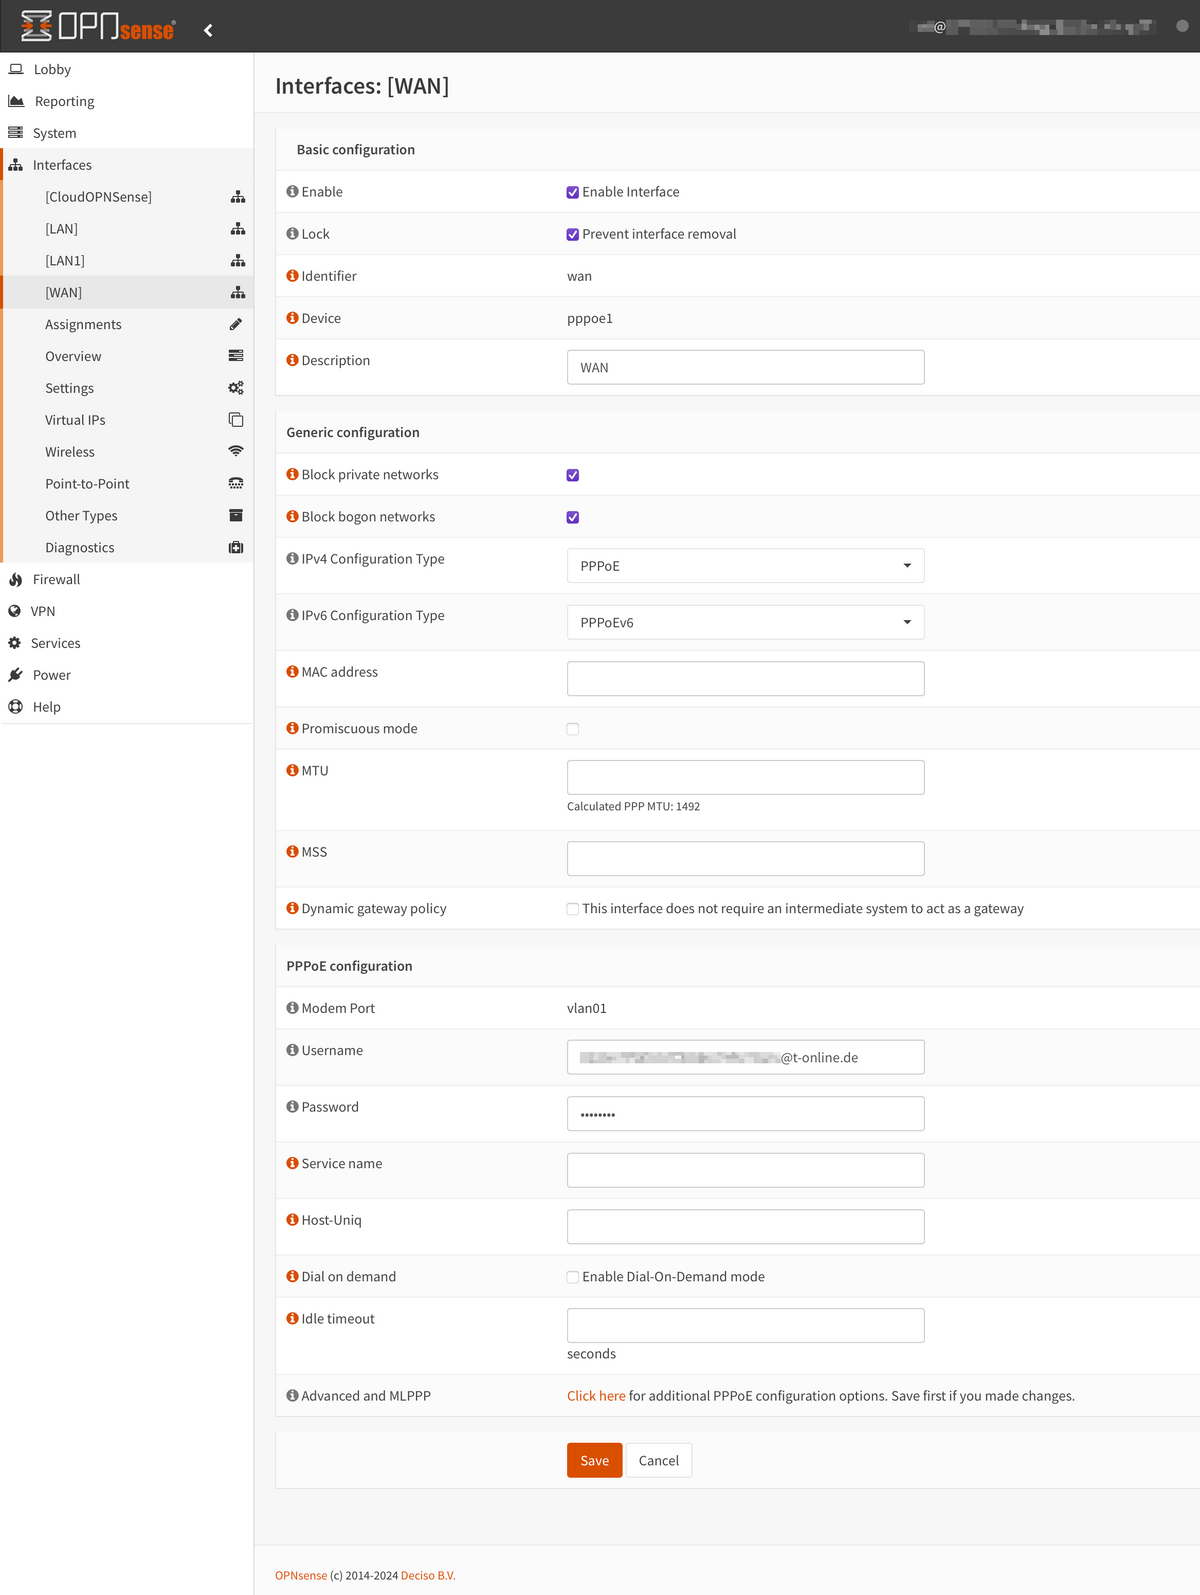 OPNsense®
@
Lobby
Reporting
System
Interfaces
[CloudOPNSense]
[LAN]
[LAN1]
[WAN]
Assignments
Overview
Settings
Virtual IPs
Wireless
Point-to-Point
Other Types
Diagnostics
Firewall
VPN
Services
Power
Help
Interfaces: [WAN]
Basic configuration
Enable
Enable Interface
Lock
Prevent interface removal
Identifier
wan
Device
pppoe1
Description
WAN
Generic configuration
Block private networks
Block bogon networks
IPv4 Configuration Type
PPPoE
IPv6 Configuration Type
PPPoEv6
MAC address
Promiscuous mode
MTU
Calculated PPP MTU: 1492
MSS
Dynamic gateway policy
This interface does not require an intermediate system to act as a gateway
PPPoE configuration
Modem Port
vlan01
Username
@t-online.de
Password
••••••••
Service name
Host-Uniq
Dial on demand
Enable Dial-On-Demand mode
Idle timeout
seconds
Advanced and MLPPP
Click here for additional PPPoE configuration options. Save first if you made changes.
Save
Cancel
OPNsense (c) 2014-2024 Deciso B.V.